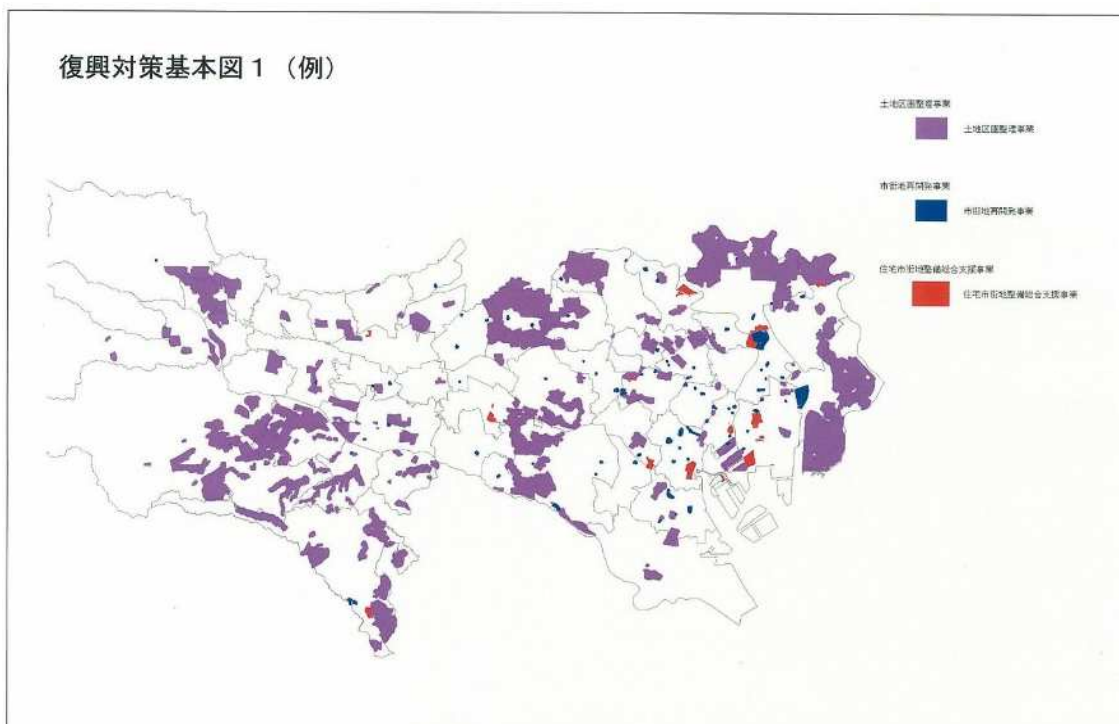 復興対策基本図1（例）
土地区画整理事業
土地区画整理事業
市街地再開発事業
市街地再開発事業
住宅市街地整備総合支援事業
住宅市街地整備総合支援事業